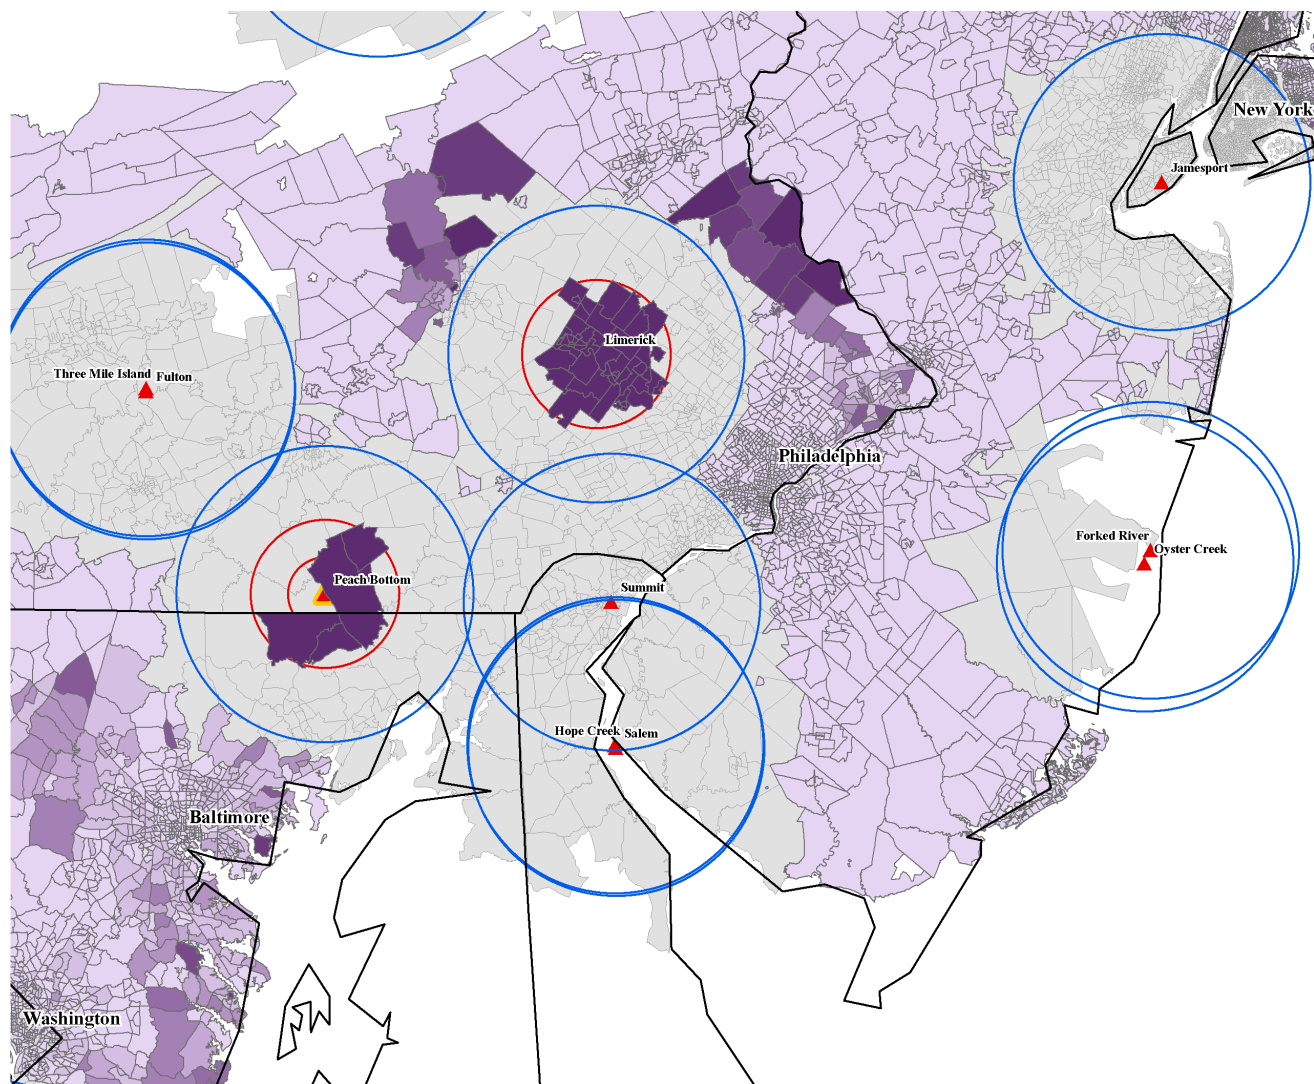 New York
Jamesport
Limerick
Three Mile Island
Fulton
Philadelphia
Forked River
Oyster Creek
Peach Bottom
Summit
Hope Creek
Salem
Baltimore
Washington